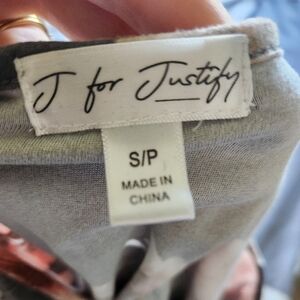 J for Justify
S/P
MADE IN
CHINA